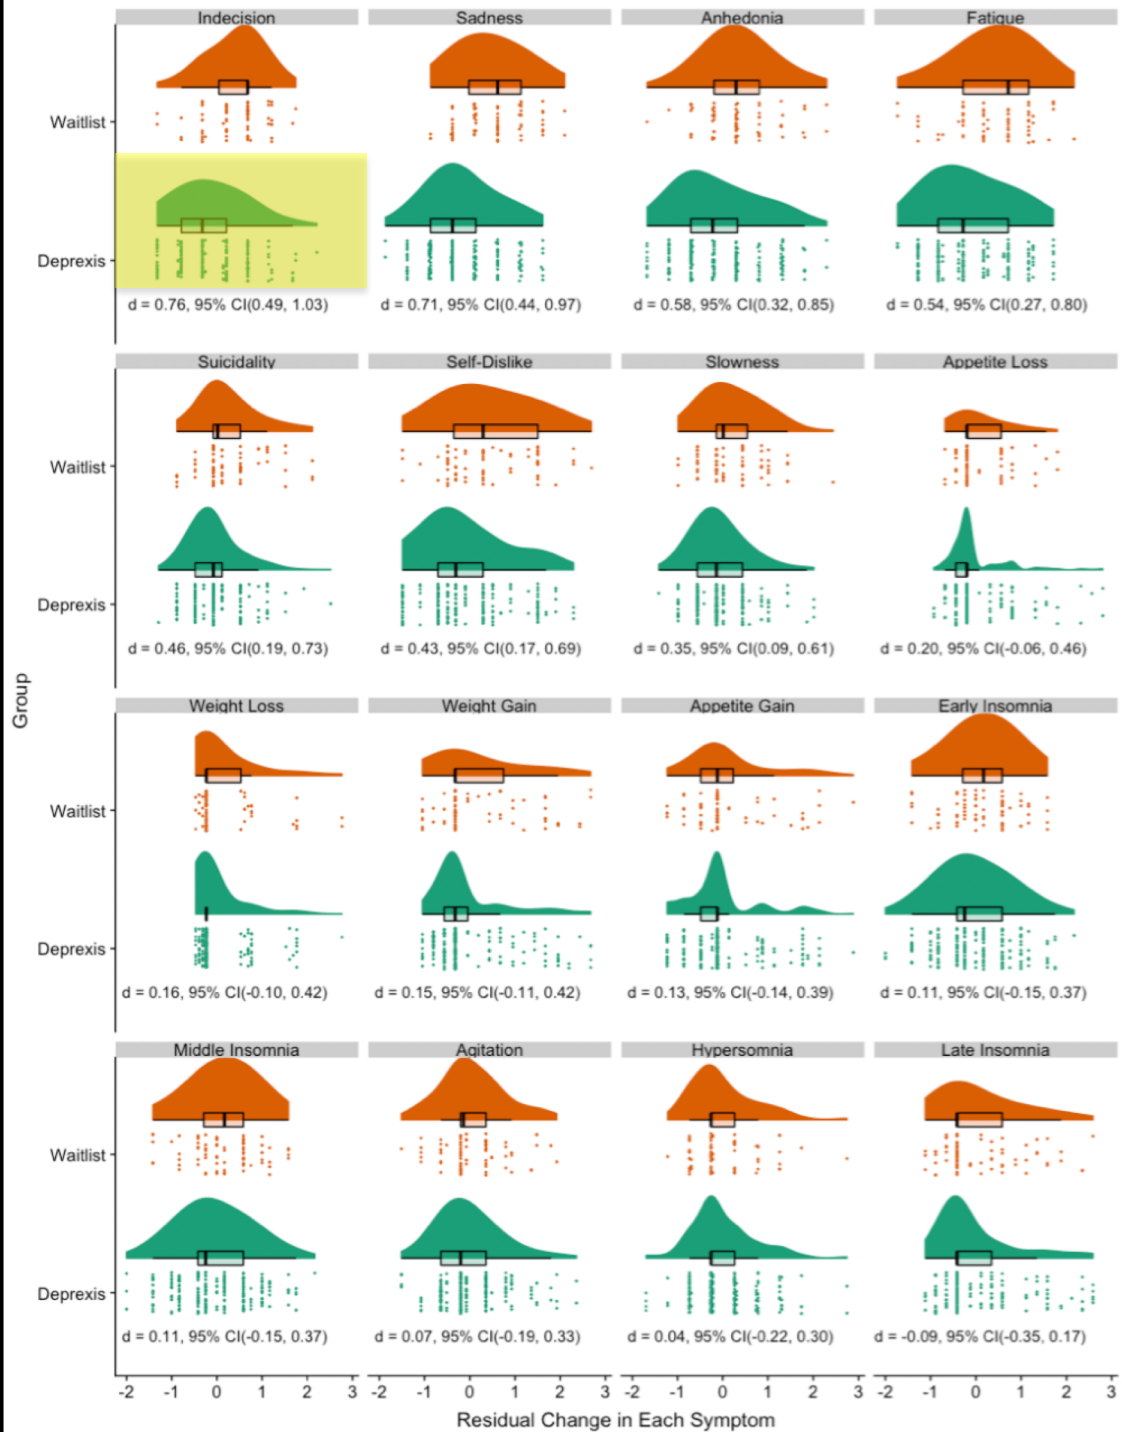 Indecision Sadness Anhedonia Fatigue
Waitlist
Deprexis
d = 0.76, 95% CI(0.49, 1.03) d = 0.71, 95% CI(0.44, 0.97) d = 0.58, 95% CI(0.32, 0.85) d = 0.54, 95% CI(0.27, 0.80)
Suicidality Self-Dislike Slowness Appetite Loss
Waitlist
Deprexis
d = 0.46, 95% CI(0.19, 0.73) d = 0.43, 95% CI(0.17, 0.69) d = 0.35, 95% CI(0.09, 0.61) d = 0.20, 95% CI(-0.06, 0.46)
Group
Weight Loss Weight Gain Appetite Gain Early Insomnia
Waitlist
Deprexis
d = 0.16, 95% CI(-0.10, 0.42) d = 0.15, 95% CI(-0.11, 0.42) d = 0.13, 95% CI(-0.14, 0.39) d = 0.11, 95% CI(-0.15, 0.37)
Middle Insomnia Agitation Hypersomnia Late Insomnia
Waitlist
Deprexis
d = 0.11, 95% CI(-0.15, 0.37) d = 0.07, 95% CI(-0.19, 0.33) d = 0.04, 95% CI(-0.22, 0.30) d = -0.09, 95% CI(-0.35, 0.17)
-2 -1 0 1 2 3 -2 -1 0 1 2 3 -2 -1 0 1 2 3 -2 -1 0 1 2 3
Residual Change in Each Symptom